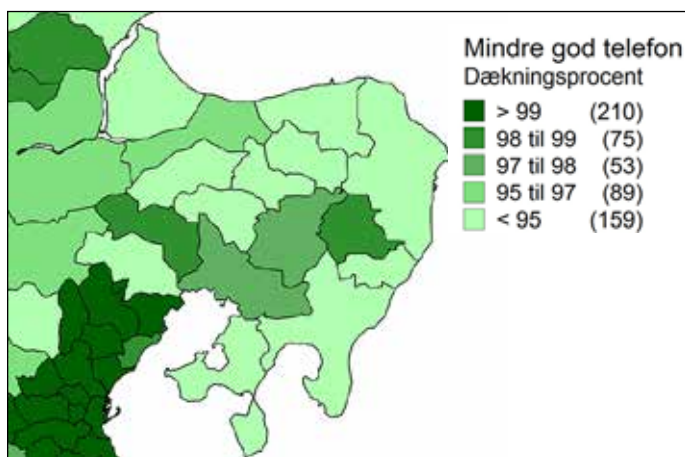 Mindre god telefon
Dækningsprocent
> 99 (210)
98 til 99 (75)
97 til 98 (53)
95 til 97 (89)
< 95 (159)